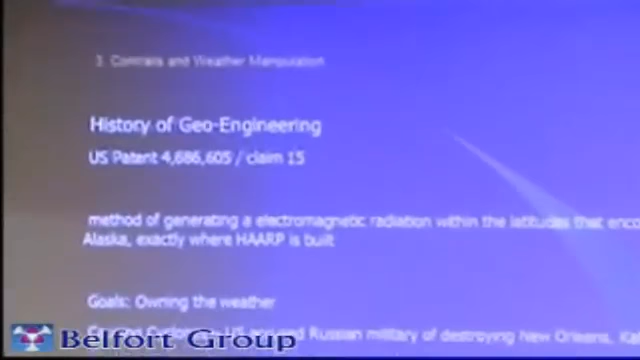 3. Contrails and Weather Manipulation
History of Geo-Engineering
US Patent 4,686,605 / claim 15
method of generating a electromagnetic radiation within the latitudes that enco
Alaska, exactly where HAARP is built
Goals: Owning the weather
US and Russian military of destroying New Orleans, Ka
Belfort Group